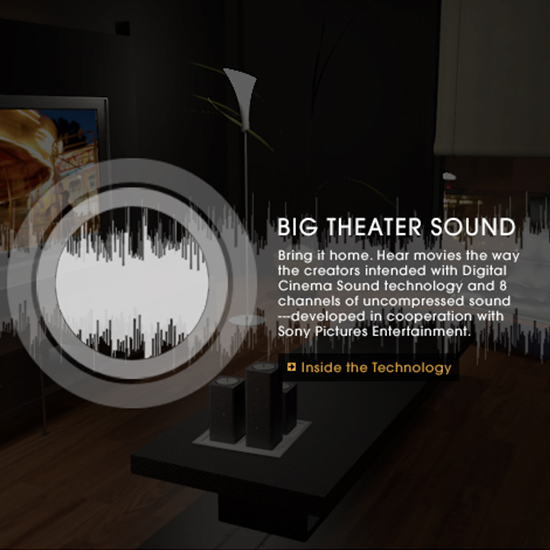 BIG THEATER SOUND
Bring it home. Hear movies the way
the creators intended with Digital
Cinema Sound technology and 8
channels of uncompressed sound
---developed in cooperation with
Sony Pictures Entertainment.
Inside the Technology